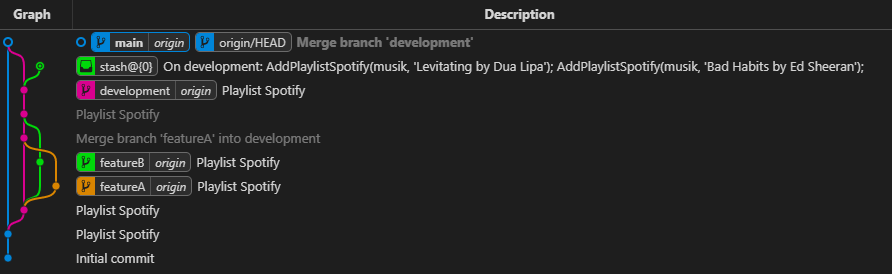 Graph Description
main origin origin/HEAD Merge branch 'development'
stash@{0} On development: AddPlaylistSpotify(musik, 'Levitating by Dua Lipa'); AddPlaylistSpotify(musik, 'Bad Habits by Ed Sheeran');
development origin Playlist Spotify
Playlist Spotify
Merge branch 'featureA' into development
featureB origin Playlist Spotify
featureA origin Playlist Spotify
Playlist Spotify
Playlist Spotify
Initial commit